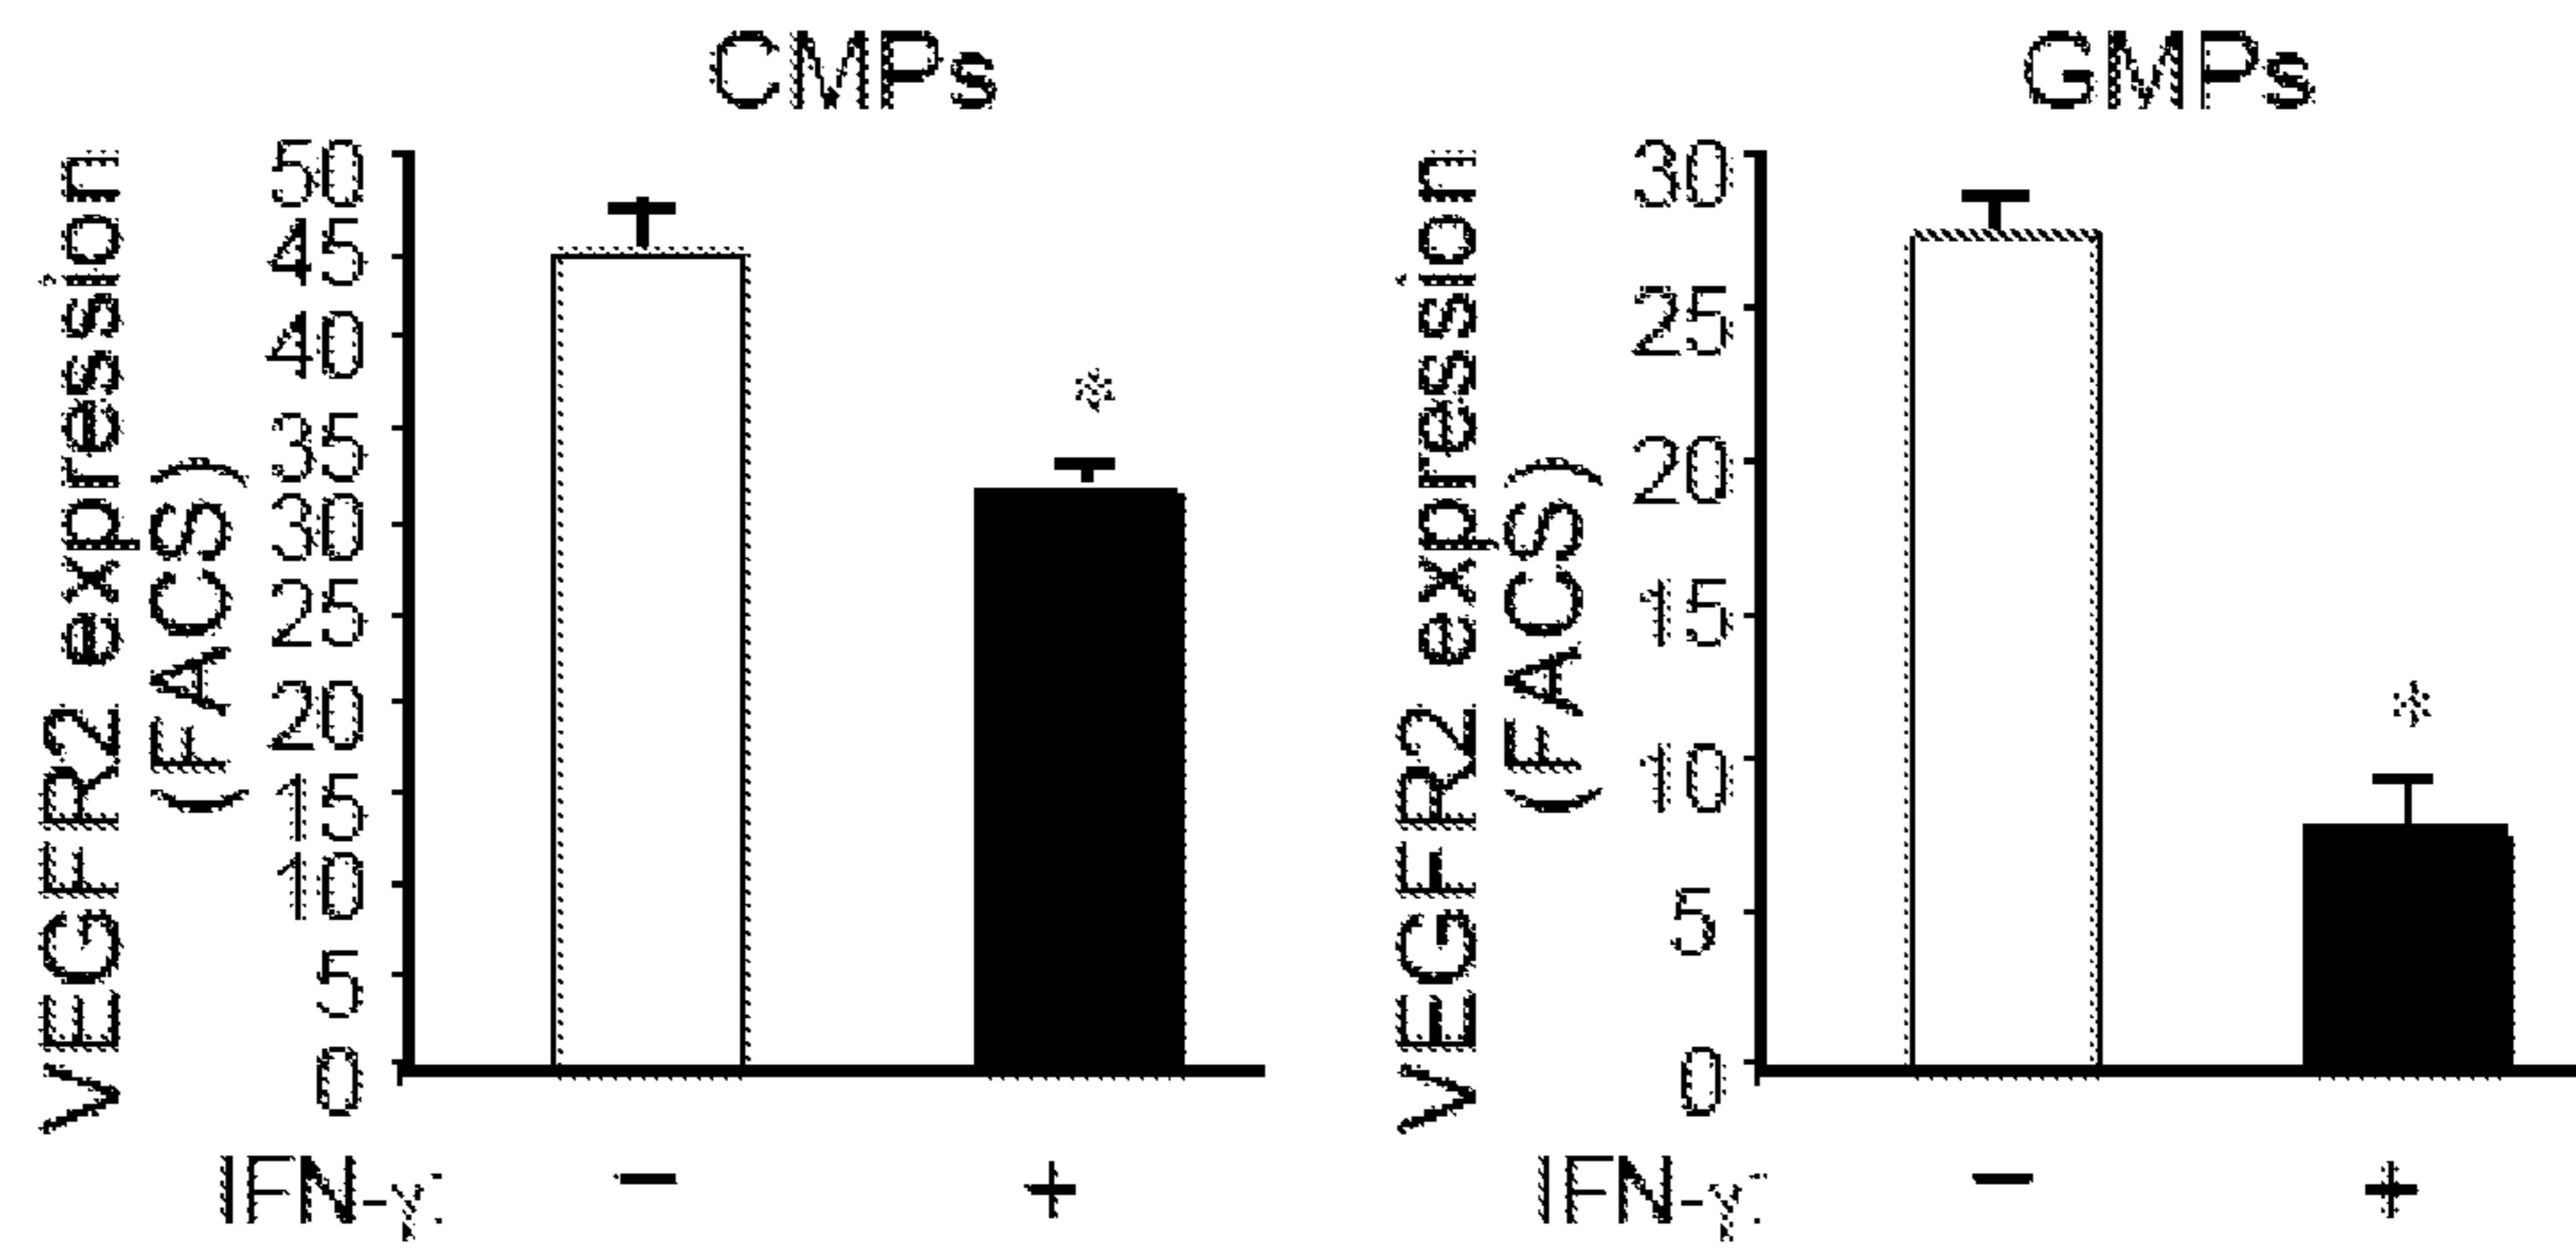 CMPs
VEGFR2 expression
(FACS)
50
45
40
35
30
25
20
15
10
5
0
IFN-γ: − +
*
GMPs
VEGFR2 expression
(FACS)
30
25
20
15
10
5
0
IFN-γ: − +
*